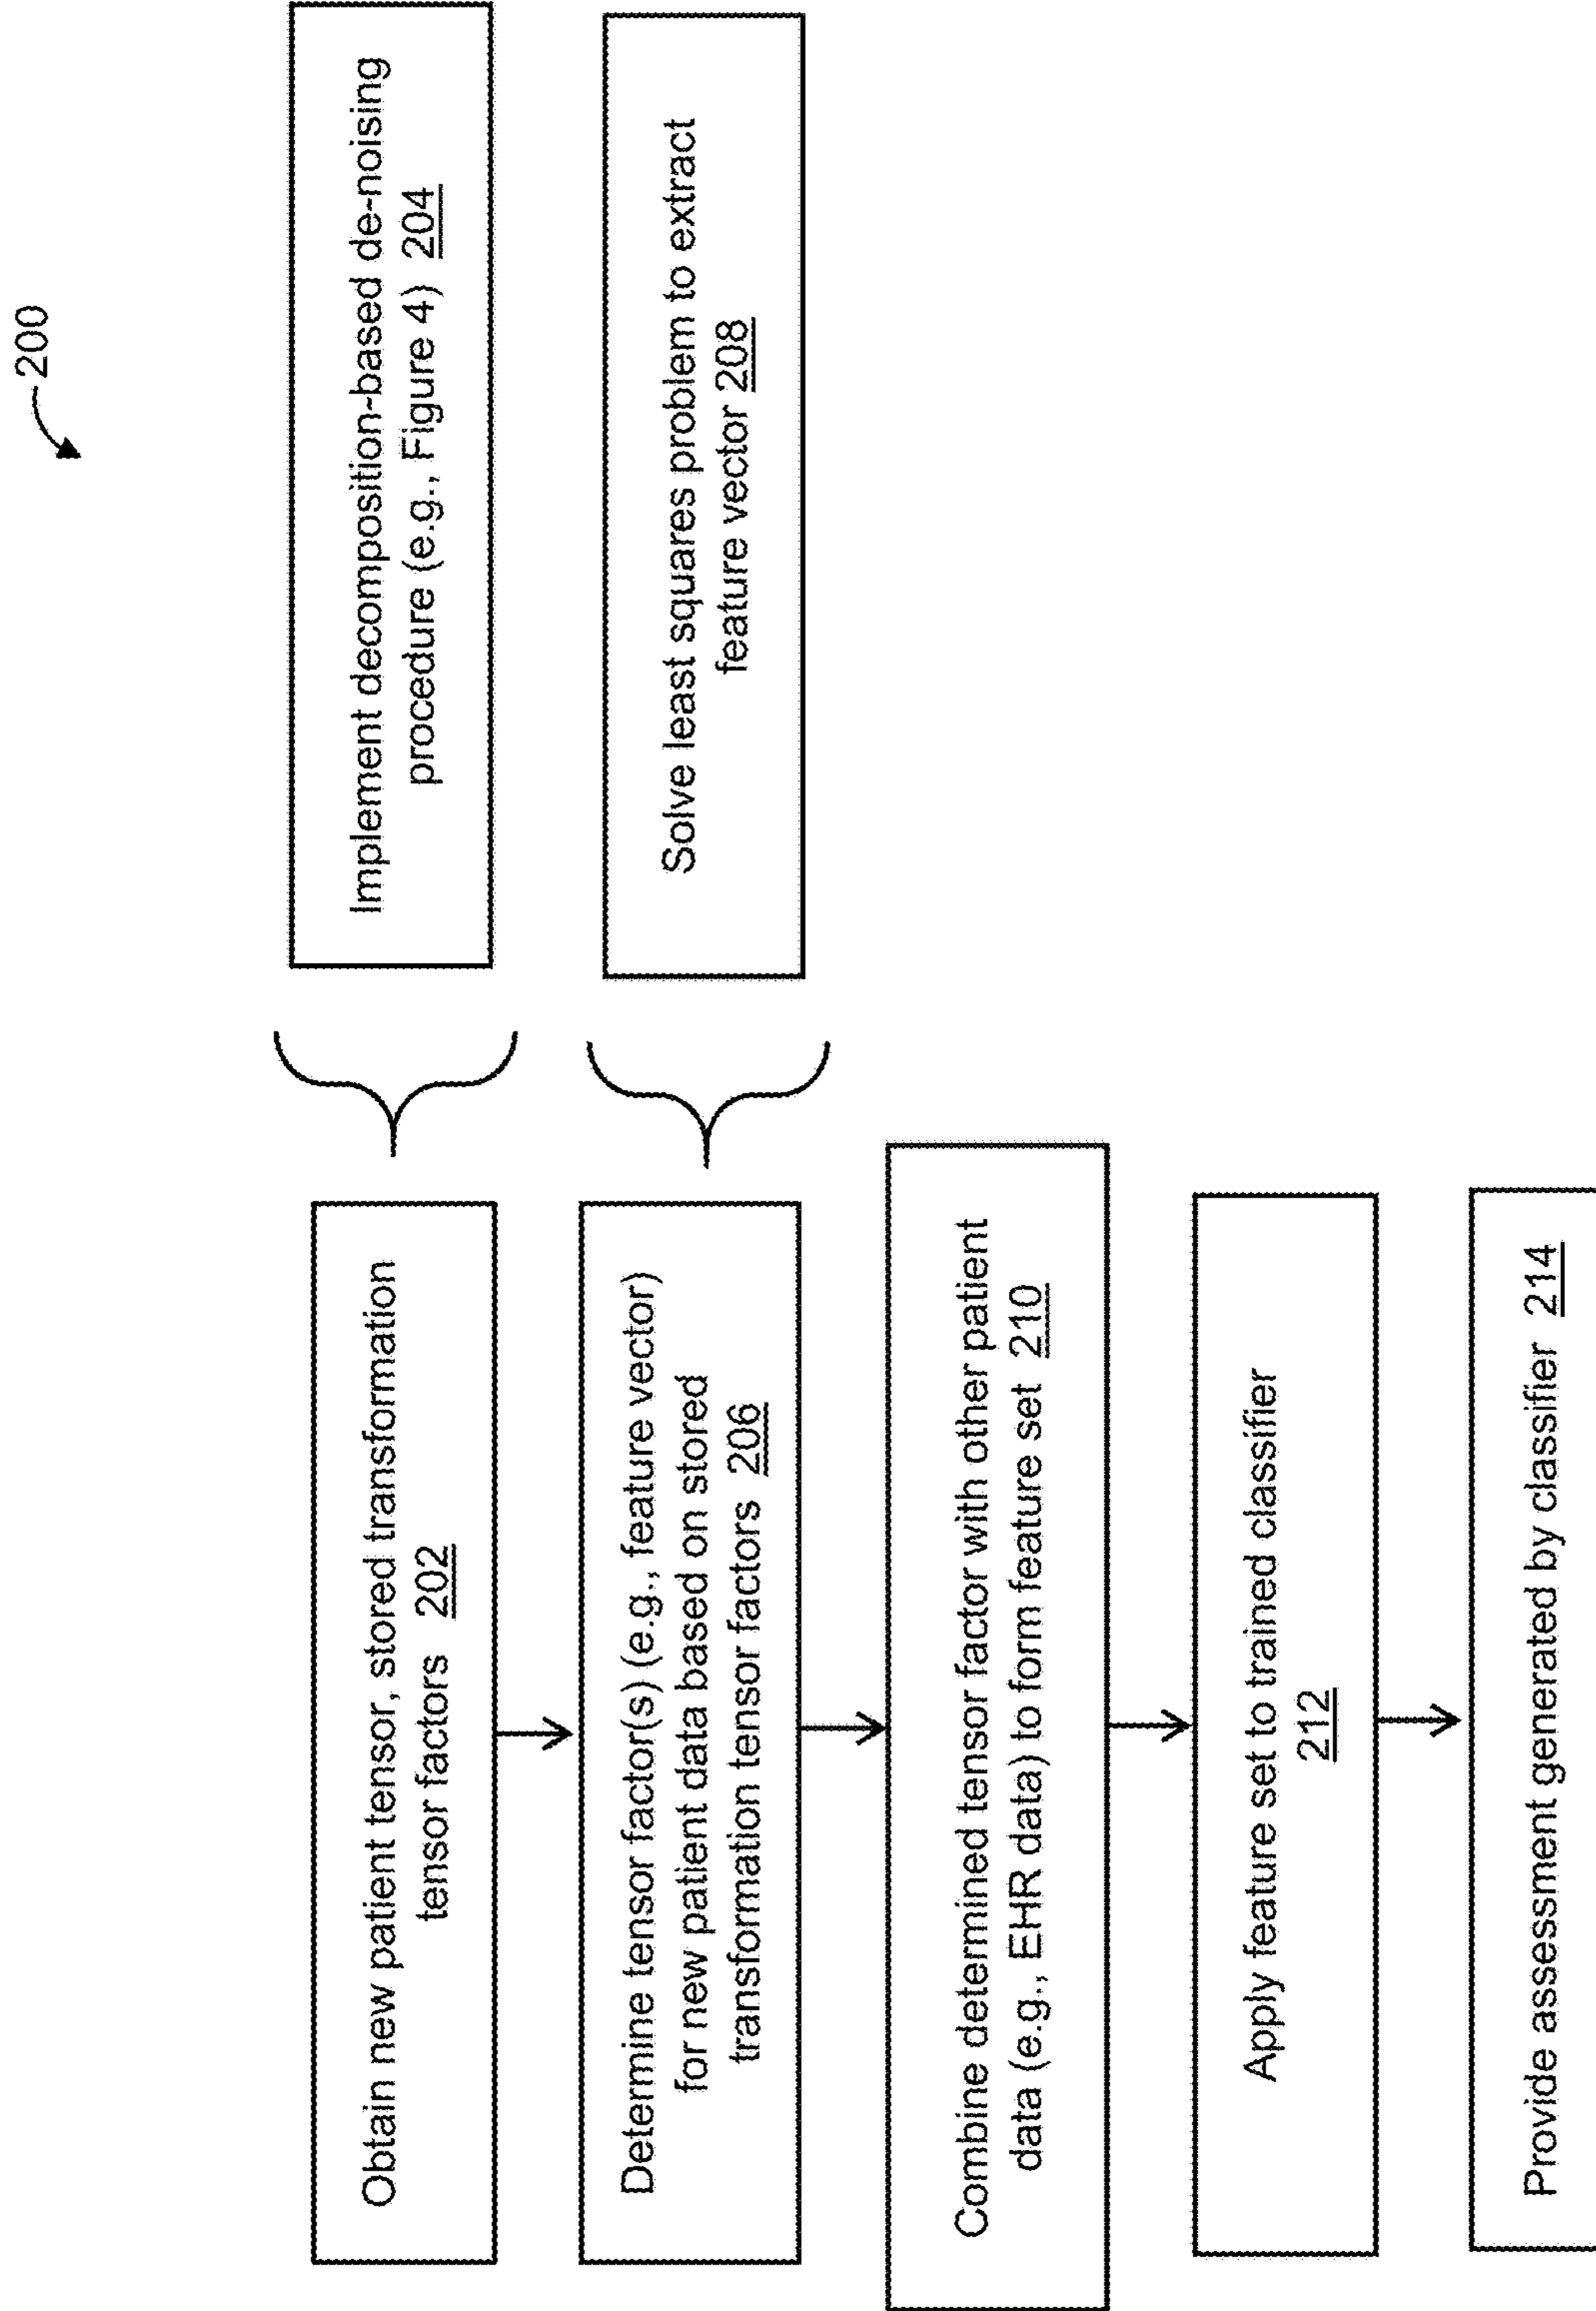 200
Obtain new patient tensor, stored transformation
tensor factors 202
Implement decomposition-based de-noising
procedure (e.g., Figure 4) 204
Determine tensor factor(s) (e.g., feature vector)
for new patient data based on stored
transformation tensor factors 206
Solve least squares problem to extract
feature vector 208
Combine determined tensor factor with other patient
data (e.g., EHR data) to form feature set 210
Apply feature set to trained classifier
212
Provide assessment generated by classifier 214